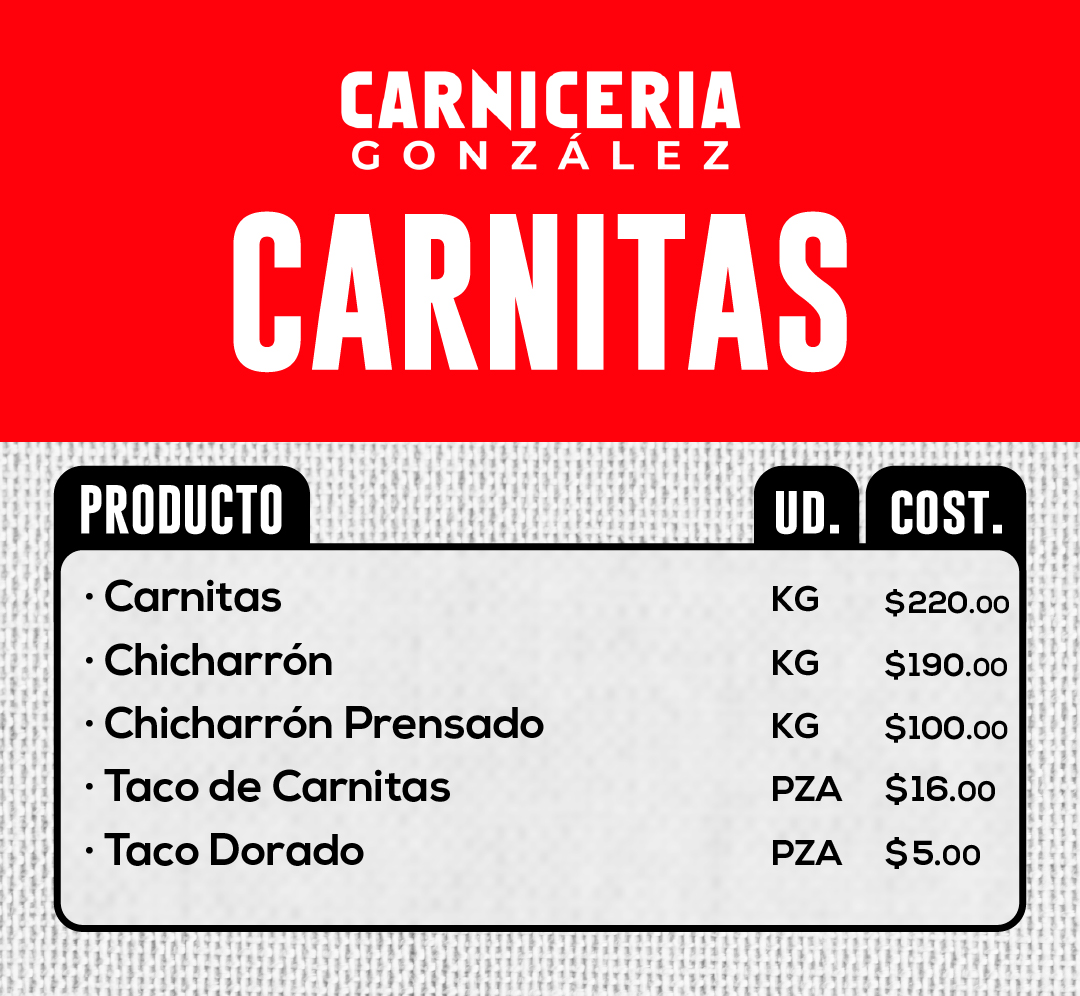 CARNICERIA
GONZÁLEZ
CARNITAS
PRODUCTO UD. COST.
· Carnitas KG $220.00
· Chicharrón KG $190.00
· Chicharrón Prensado KG $100.00
· Taco de Carnitas PZA $16.00
· Taco Dorado PZA $5.00